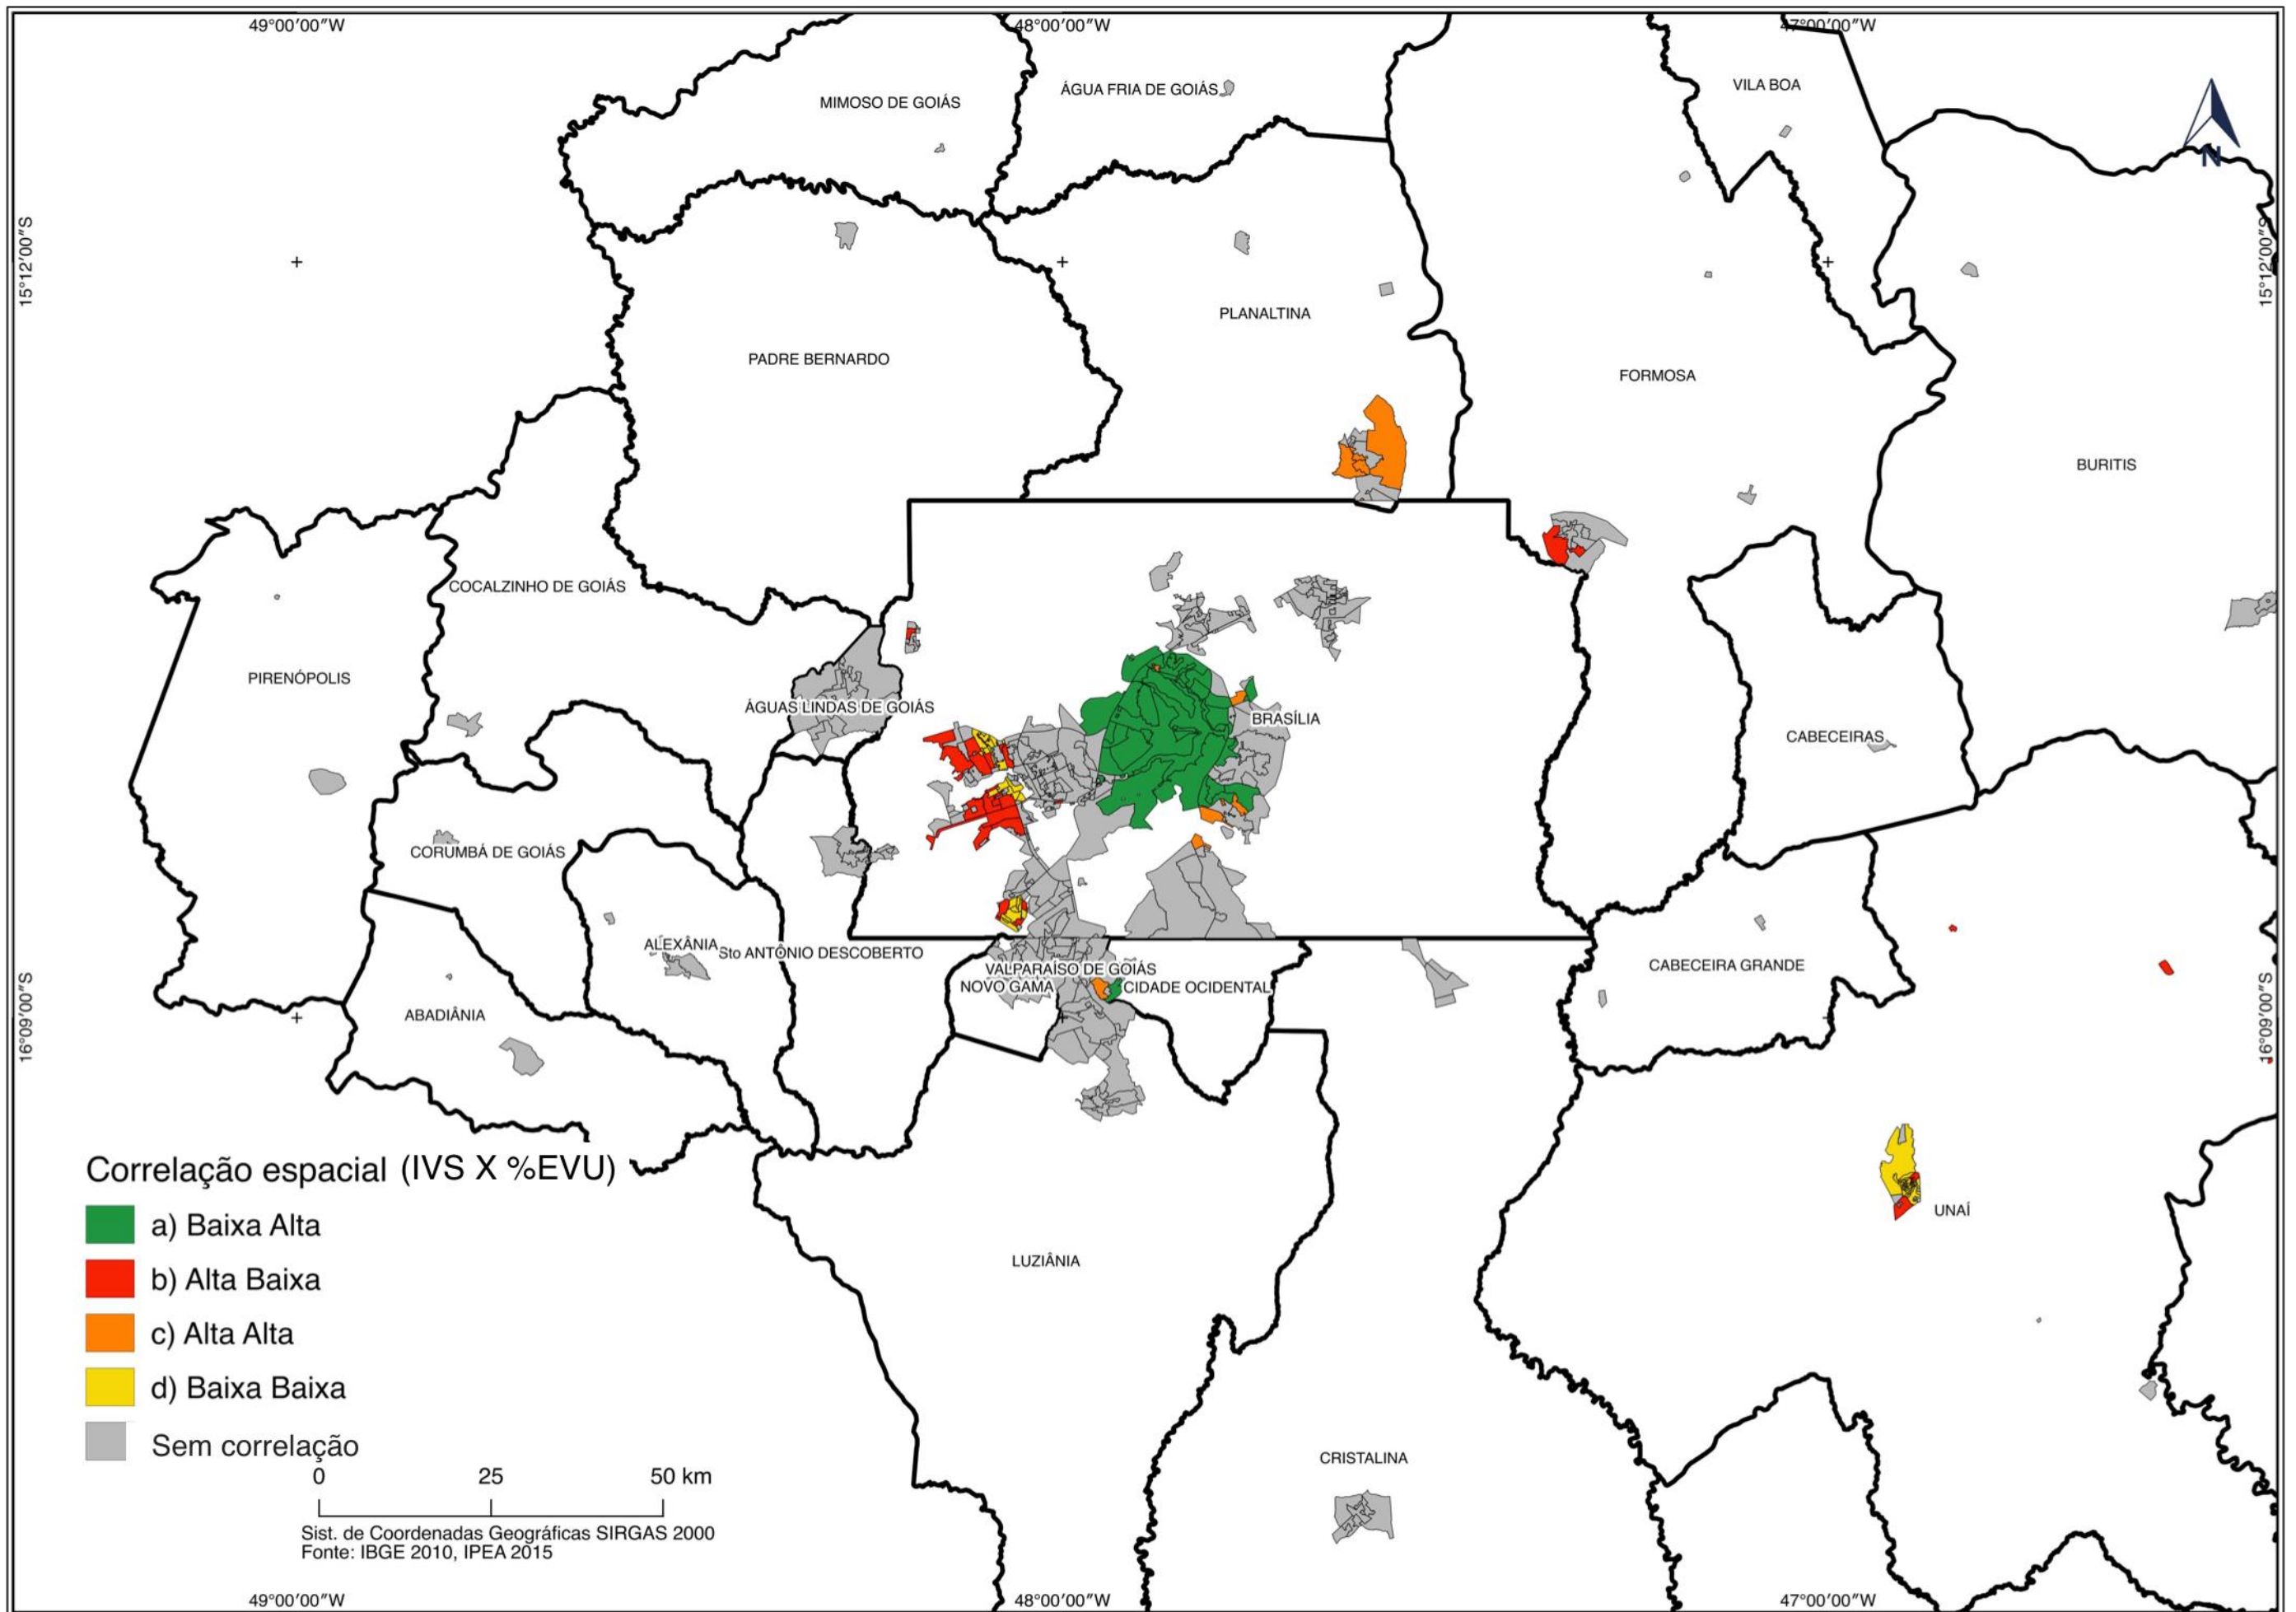 49°00′00″W
48°00′00″W
47°00′00″W
VILA BOA
ÁGUA FRIA DE GOIÁS
MIMOSO DE GOIÁS
N
15°12′00″S
15°12′00″S
PLANALTINA
PADRE BERNARDO
FORMOSA
BURITIS
COCALZINHO DE GOIÁS
PIRENÓPOLIS
ÁGUAS LINDAS DE GOIÁS
BRASÍLIA
CABECEIRAS
CORUMBÁ DE GOIÁS
ALEXÂNIA
Sto ANTÔNIO DESCOBERTO
VALPARAÍSO DE GOIÁS
CABECEIRA GRANDE
NOVO GAMA
CIDADE OCIDENTAL
16°09′00″S
16°09′00″S
ABADIÂNIA
Correlação espacial (IVS X %EVU)
a) Baixa Alta
b) Alta Baixa
c) Alta Alta
d) Baixa Baixa
Sem correlação
UNAÍ
LUZIÂNIA
CRISTALINA
0 25 50 km
Sist. de Coordenadas Geográficas SIRGAS 2000
Fonte: IBGE 2010, IPEA 2015
49°00′00″W
48°00′00″W
47°00′00″W